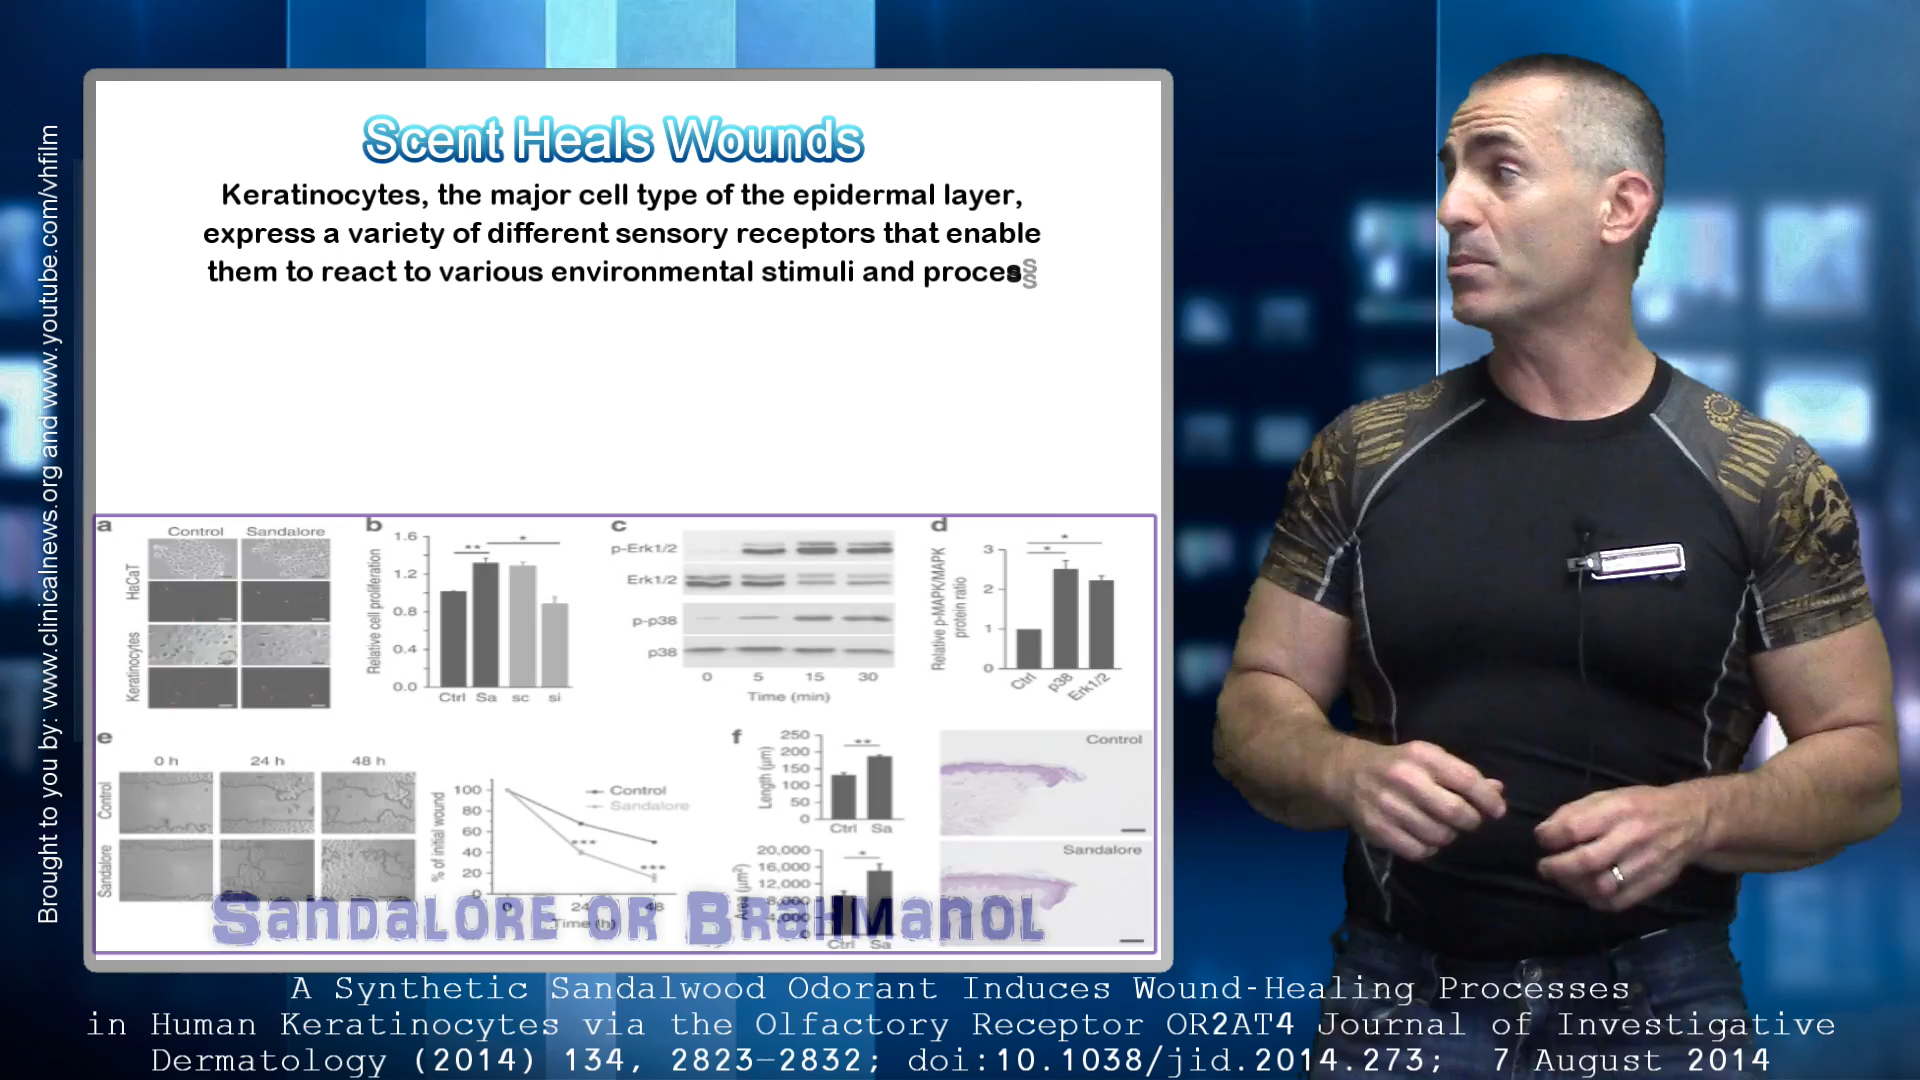 Brought to you by: www.clinicalnews.org and www.youtube.com/vhfilm
Scent Heals Wounds
Keratinocytes, the major cell type of the epidermal layer,
express a variety of different sensory receptors that enable
them to react to various environmental stimuli and process
a
Control Sandalore
HaCaT
Keratinocytes
b
Relative cell proliferation
1.6
1.2
0.8
0.4
0.0
**
*
Ctrl Sa sc si
c
p-Erk1/2
Erk1/2
p-p38
p38
0 5 15 30
Time (min)
d
Relative p-MAPK/MAPK
protein ratio
3
2
1
0
*
*
Ctrl p38 Erk1/2
e
0 h 24 h 48 h
Control
Sandalore
% of initial wound
100
80
60
40
20
0
Control
Sandalore
***
***
0 24 48
Time (h)
f
Length (µm)
250
200
150
100
50
0
**
Ctrl Sa
Area (µm²)
20,000
16,000
12,000
8,000
4,000
0
*
Ctrl Sa
Control
Sandalore
Sandalore or Brahmanol
A Synthetic Sandalwood Odorant Induces Wound-Healing Processes
in Human Keratinocytes via the Olfactory Receptor OR2AT4 Journal of Investigative
Dermatology (2014) 134, 2823–2832; doi:10.1038/jid.2014.273; 7 August 2014